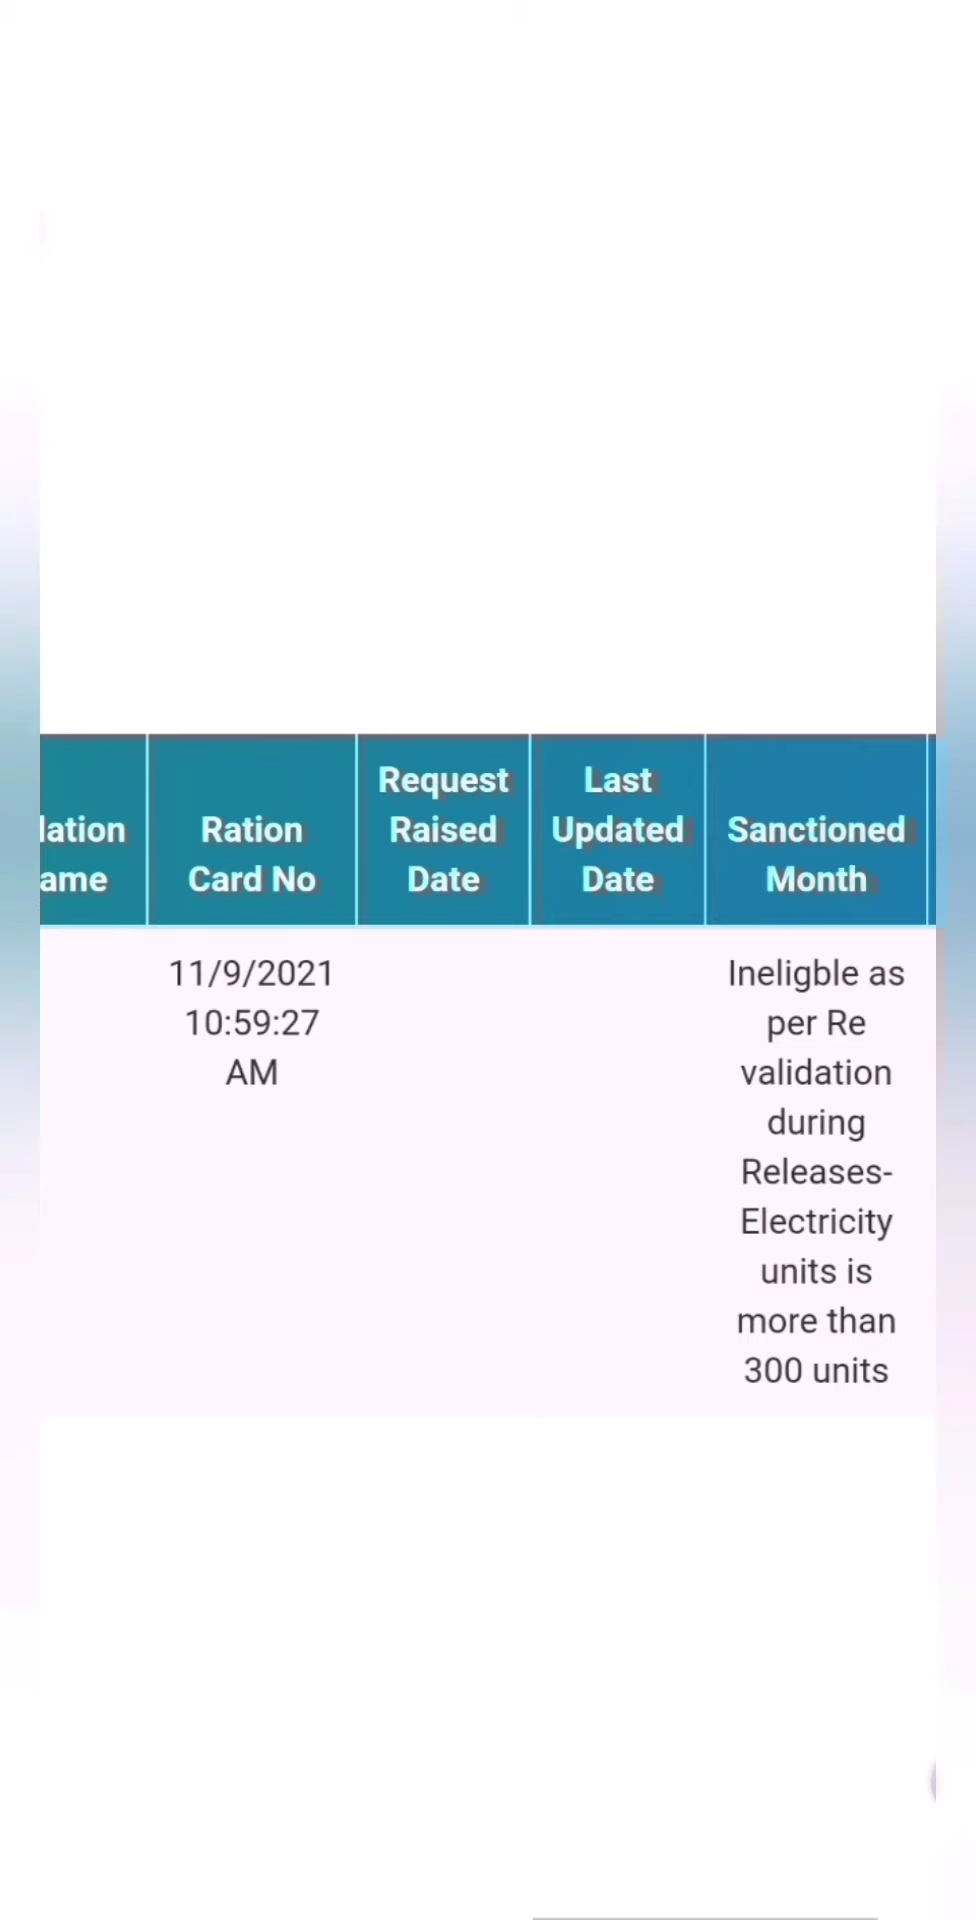 lation
ame
Ration
Card No
Request
Raised
Date
Last
Updated
Date
Sanctioned
Month
11/9/2021
10:59:27
AM
Ineligble as
per Re
validation
during
Releases-
Electricity
units is
more than
300 units